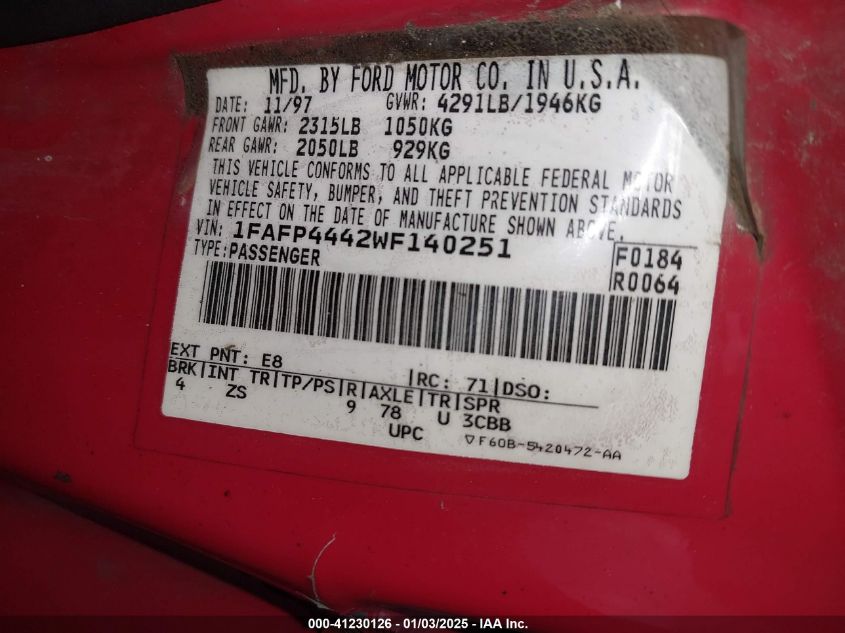 MFD. BY FORD MOTOR CO. IN U.S.A.
DATE: 11/97 GVWR: 4291LB/1946KG
FRONT GAWR: 2315LB 1050KG
REAR GAWR: 2050LB 929KG
THIS VEHICLE CONFORMS TO ALL APPLICABLE FEDERAL MOTOR
VEHICLE SAFETY, BUMPER, AND THEFT PREVENTION STANDARDS
IN EFFECT ON THE DATE OF MANUFACTURE SHOWN ABOVE.
VIN: 1FAFP4442WF140251
TYPE: PASSENGER
F0184
R0064
EXT PNT: E8 |RC: 71|DSO:
BRK|INT TR|TP/PS|R|AXLE|TR|SPR
4 ZS 9 78 U 3CBB
UPC ▽F60B-5420472-AA
000-41230126 - 01/03/2025 - © IAA Holdings, LLC.